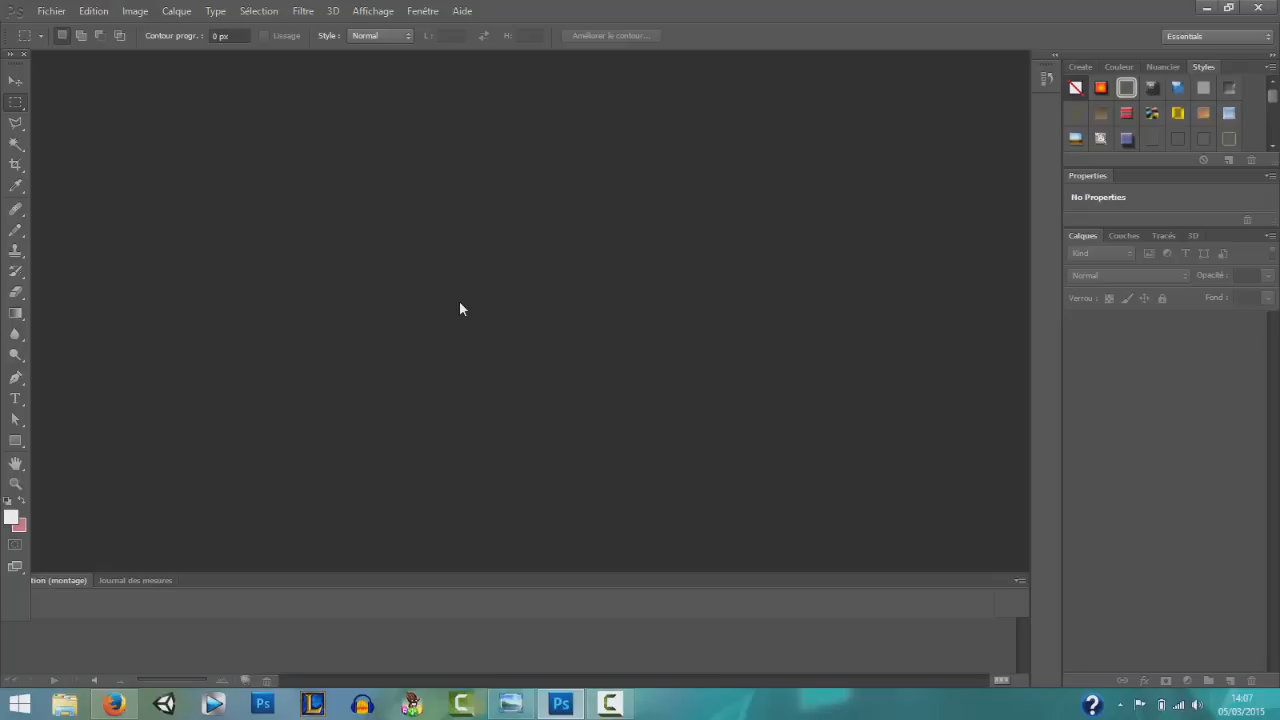 Ps Fichier Edition Image Calque Type Sélection Filtre 3D Affichage Fenêtre Aide
Contour progr. : 0 px Lissage Style : Normal L : H : Améliorer le contour... Essentials
Create Couleur Nuancier Styles
Properties
No Properties
Calques Couches Tracés 3D
Kind
Normal Opacité :
Verrou : Fond :
tion (montage) Journal des mesures
14:07
05/03/2015